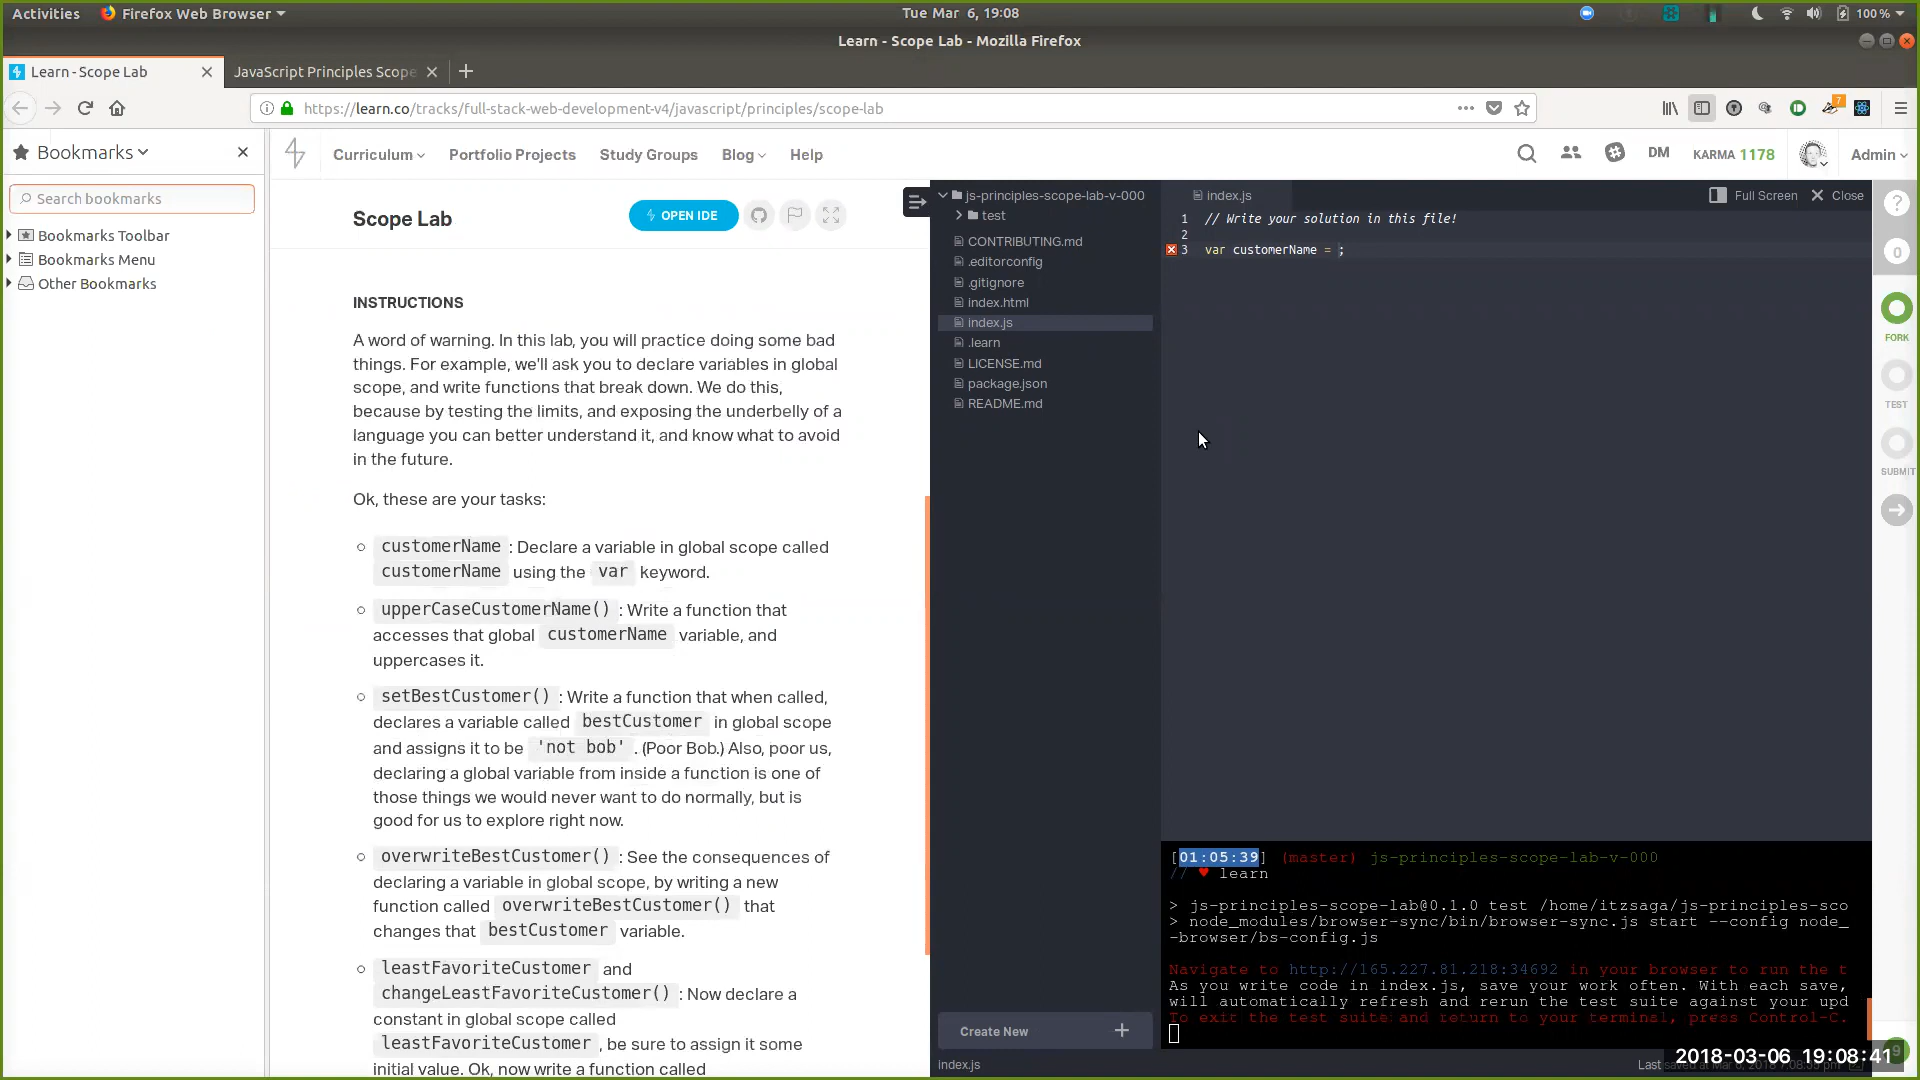 Activities
Firefox Web Browser
Tue Mar 6, 19:08
100 %
Learn - Scope Lab - Mozilla Firefox
Learn - Scope Lab
JavaScript Principles Scope
https://learn.co/tracks/full-stack-web-development-v4/javascript/principles/scope-lab
7
Bookmarks
Search bookmarks
Bookmarks Toolbar
Bookmarks Menu
Other Bookmarks
Curriculum
Portfolio Projects
Study Groups
Blog
Help
DM
KARMA 1178
Admin
Scope Lab
OPEN IDE
INSTRUCTIONS
A word of warning. In this lab, you will practice doing some bad
things. For example, we'll ask you to declare variables in global
scope, and write functions that break down. We do this,
because by testing the limits, and exposing the underbelly of a
language you can better understand it, and know what to avoid
in the future.
Ok, these are your tasks:
customerName : Declare a variable in global scope called
customerName using the var keyword.
upperCaseCustomerName() : Write a function that
accesses that global customerName variable, and
uppercases it.
setBestCustomer() : Write a function that when called,
declares a variable called bestCustomer in global scope
and assigns it to be 'not bob' . (Poor Bob.) Also, poor us,
declaring a global variable from inside a function is one of
those things we would never want to do normally, but is
good for us to explore right now.
overwriteBestCustomer() : See the consequences of
declaring a variable in global scope, by writing a new
function called overwriteBestCustomer() that
changes that bestCustomer variable.
leastFavoriteCustomer and
changeLeastFavoriteCustomer() : Now declare a
constant in global scope called
leastFavoriteCustomer , be sure to assign it some
initial value. Ok, now write a function called
js-principles-scope-lab-v-000
test
CONTRIBUTING.md
.editorconfig
.gitignore
index.html
index.js
.learn
LICENSE.md
package.json
README.md
Create New +
index.js
index.js
Full Screen
Close
1 // Write your solution in this file!
2
3 var customerName = ;
[01:05:39] (master) js-principles-scope-lab-v-000
// ♥ learn
> js-principles-scope-lab@0.1.0 test /home/itzsaga/js-principles-sco
> node_modules/browser-sync/bin/browser-sync.js start --config node_
-browser/bs-config.js
Navigate to http://165.227.81.218:34692 in your browser to run the t
As you write code in index.js, save your work often. With each save,
will automatically refresh and rerun the test suite against your upd
To exit the test suite and return to your terminal, press Control-C.
Last saved at Mar 6, 2018 7:08:35 pm
?
0
FORK
TEST
SUBMIT
2018-03-06 19:08:41
9